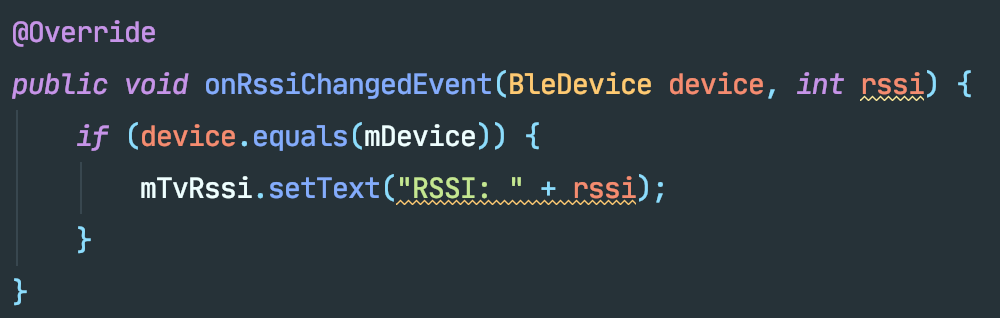 @Override
public void onRssiChangedEvent(BleDevice device, int rssi) {
if (device.equals(mDevice)) {
mTvRssi.setText("RSSI: " + rssi);
}
}